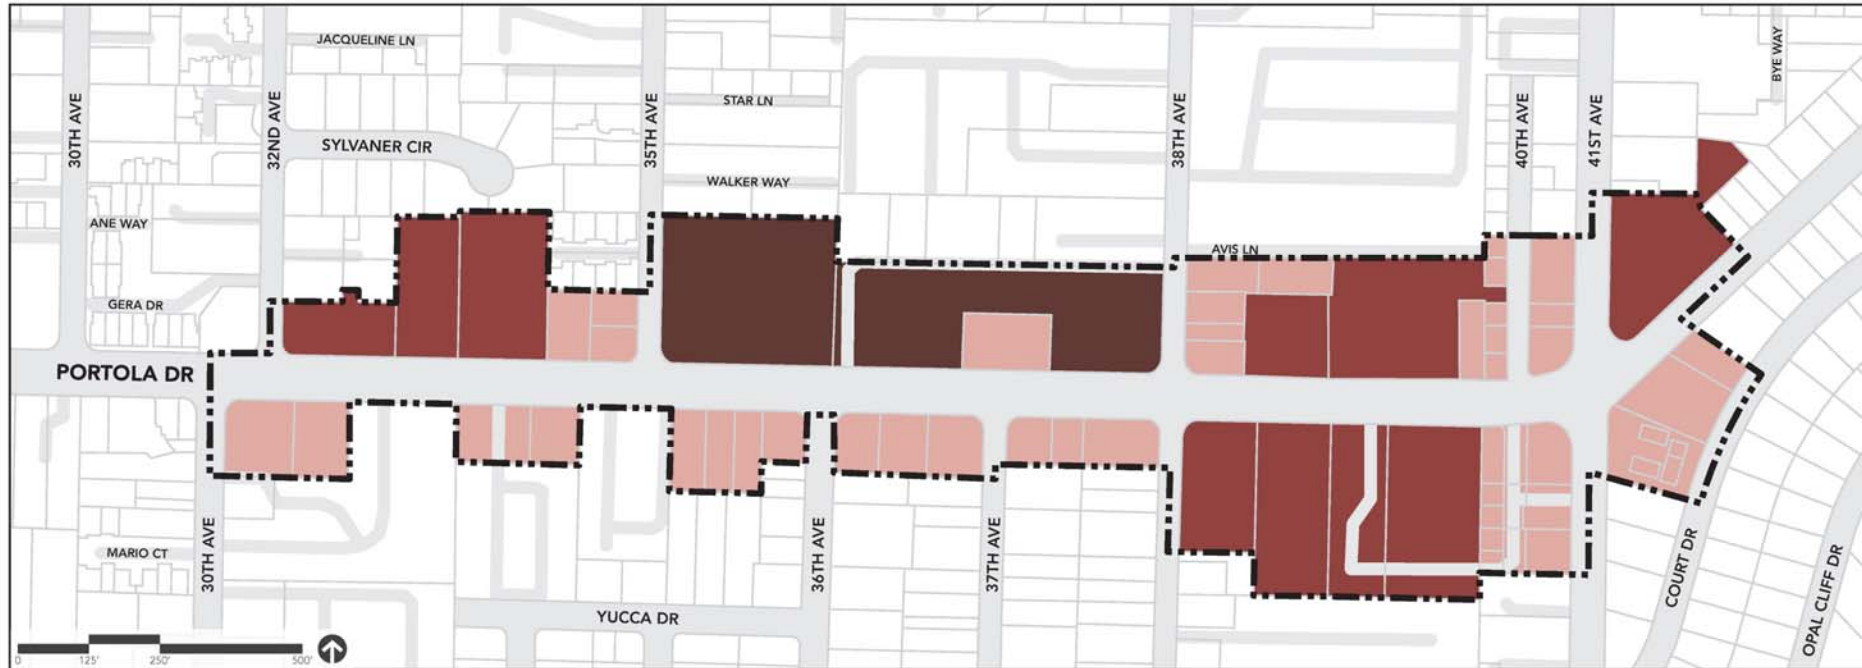 JACQUELINE LN
BYE WAY
30TH AVE
32ND AVE
35TH AVE
STAR LN
38TH AVE
40TH AVE
41ST AVE
SYLVANER CIR
WALKER WAY
ANE WAY
AVIS LN
GERA DR
PORTOLA DR
MARIO CT
30TH AVE
36TH AVE
37TH AVE
COURT DR
OPAL CLIFF DR
YUCCA DR
0 125' 250' 500'